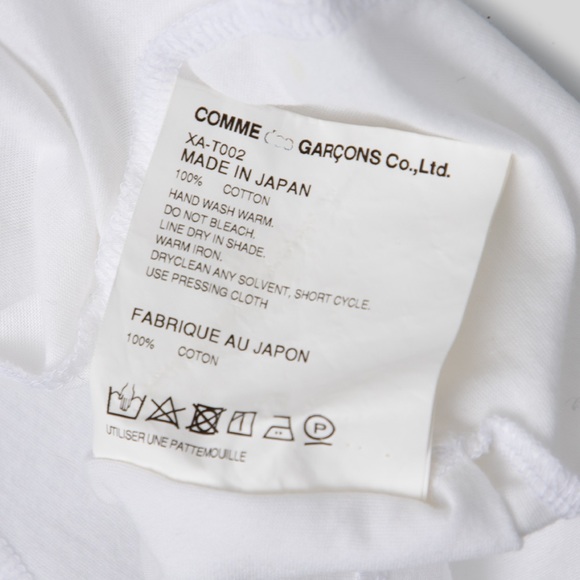 COMME des GARÇONS Co.,Ltd.
XA-T002
MADE IN JAPAN
100% COTTON
HAND WASH WARM.
DO NOT BLEACH.
LINE DRY IN SHADE.
WARM IRON.
DRYCLEAN ANY SOLVENT, SHORT CYCLE.
USE PRESSING CLOTH
FABRIQUE AU JAPON
100% COTON
P
UTILISER UNE PATTEMOUILLE